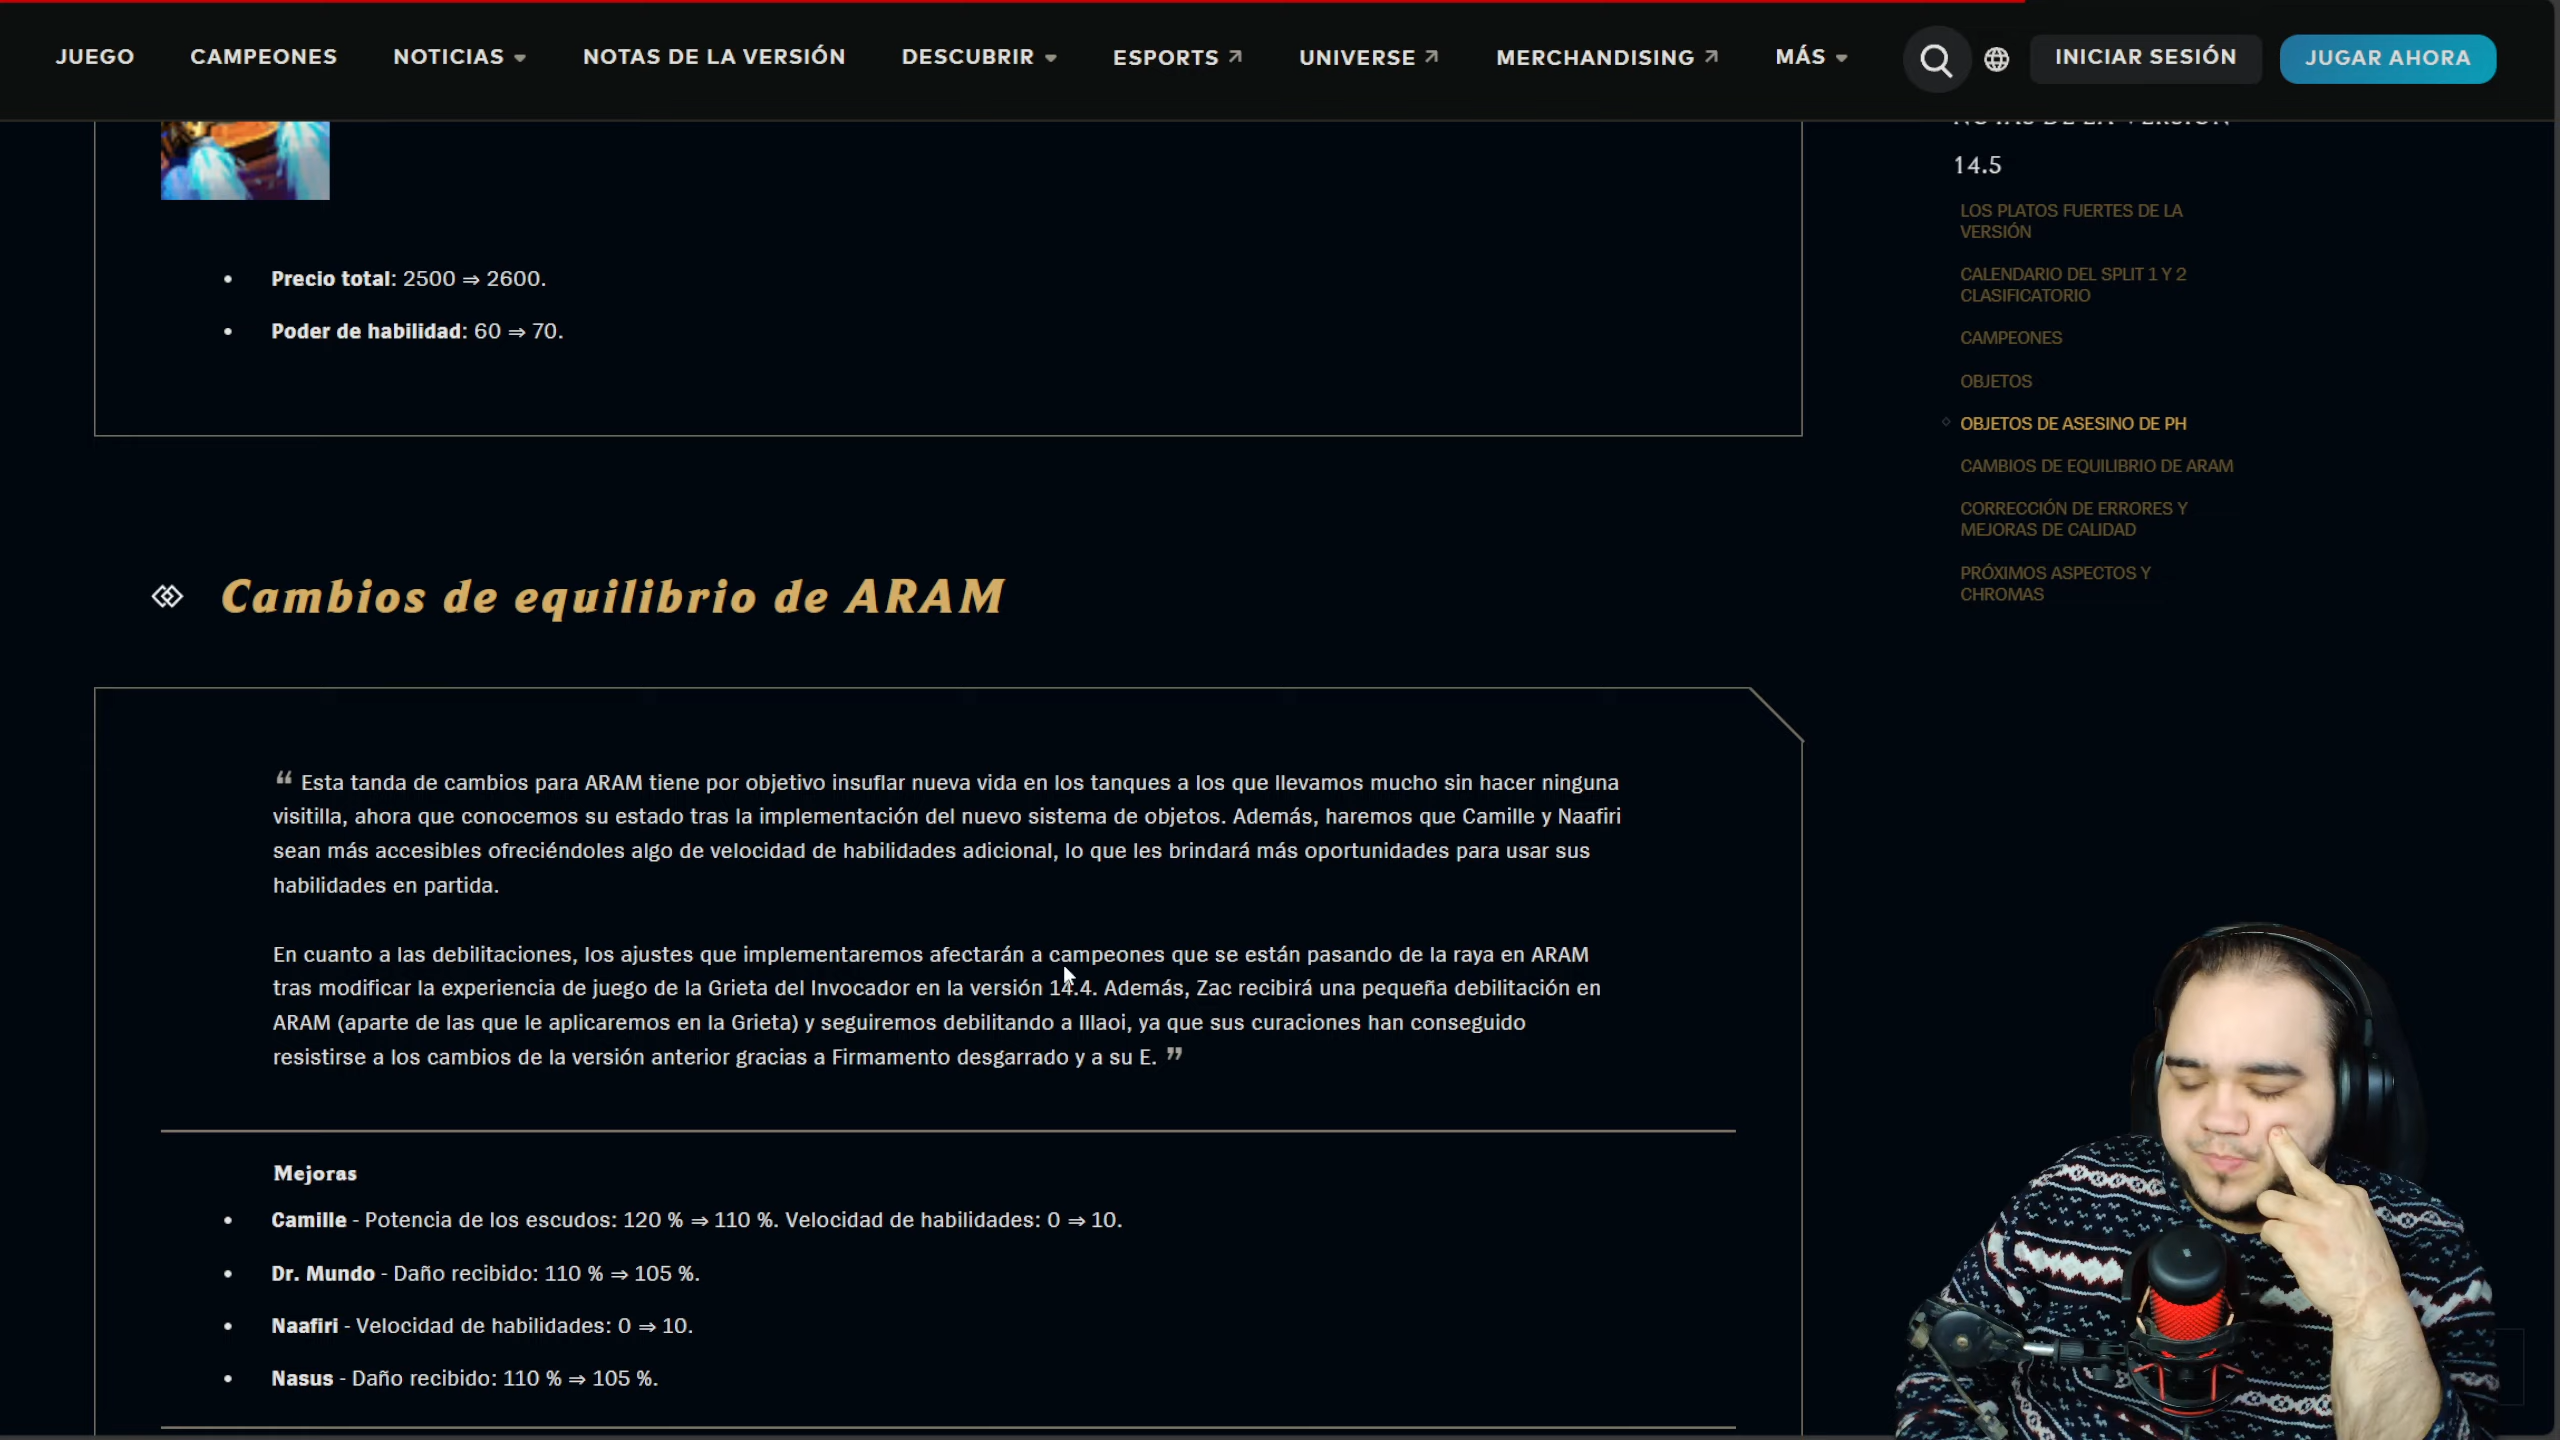 JUEGO CAMPEONES NOTICIAS NOTAS DE LA VERSIÓN DESCUBRIR ESPORTS UNIVERSE MERCHANDISING MÁS INICIAR SESIÓN JUGAR AHORA
Precio total: 2500 ⇒ 2600.
Poder de habilidad: 60 ⇒ 70.
Cambios de equilibrio de ARAM
“ Esta tanda de cambios para ARAM tiene por objetivo insuflar nueva vida en los tanques a los que llevamos mucho sin hacer ninguna
visitilla, ahora que conocemos su estado tras la implementación del nuevo sistema de objetos. Además, haremos que Camille y Naafiri
sean más accesibles ofreciéndoles algo de velocidad de habilidades adicional, lo que les brindará más oportunidades para usar sus
habilidades en partida.
En cuanto a las debilitaciones, los ajustes que implementaremos afectarán a campeones que se están pasando de la raya en ARAM
tras modificar la experiencia de juego de la Grieta del Invocador en la versión 14.4. Además, Zac recibirá una pequeña debilitación en
ARAM (aparte de las que le aplicaremos en la Grieta) y seguiremos debilitando a Illaoi, ya que sus curaciones han conseguido
resistirse a los cambios de la versión anterior gracias a Firmamento desgarrado y a su E. ”
Mejoras
Camille - Potencia de los escudos: 120 % ⇒ 110 %. Velocidad de habilidades: 0 ⇒ 10.
Dr. Mundo - Daño recibido: 110 % ⇒ 105 %.
Naafiri - Velocidad de habilidades: 0 ⇒ 10.
Nasus - Daño recibido: 110 % ⇒ 105 %.
NOTAS DE LA VERSIÓN
14.5
LOS PLATOS FUERTES DE LA
VERSIÓN
CALENDARIO DEL SPLIT 1 Y 2
CLASIFICATORIO
CAMPEONES
OBJETOS
OBJETOS DE ASESINO DE PH
CAMBIOS DE EQUILIBRIO DE ARAM
CORRECCIÓN DE ERRORES Y
MEJORAS DE CALIDAD
PRÓXIMOS ASPECTOS Y
CHROMAS